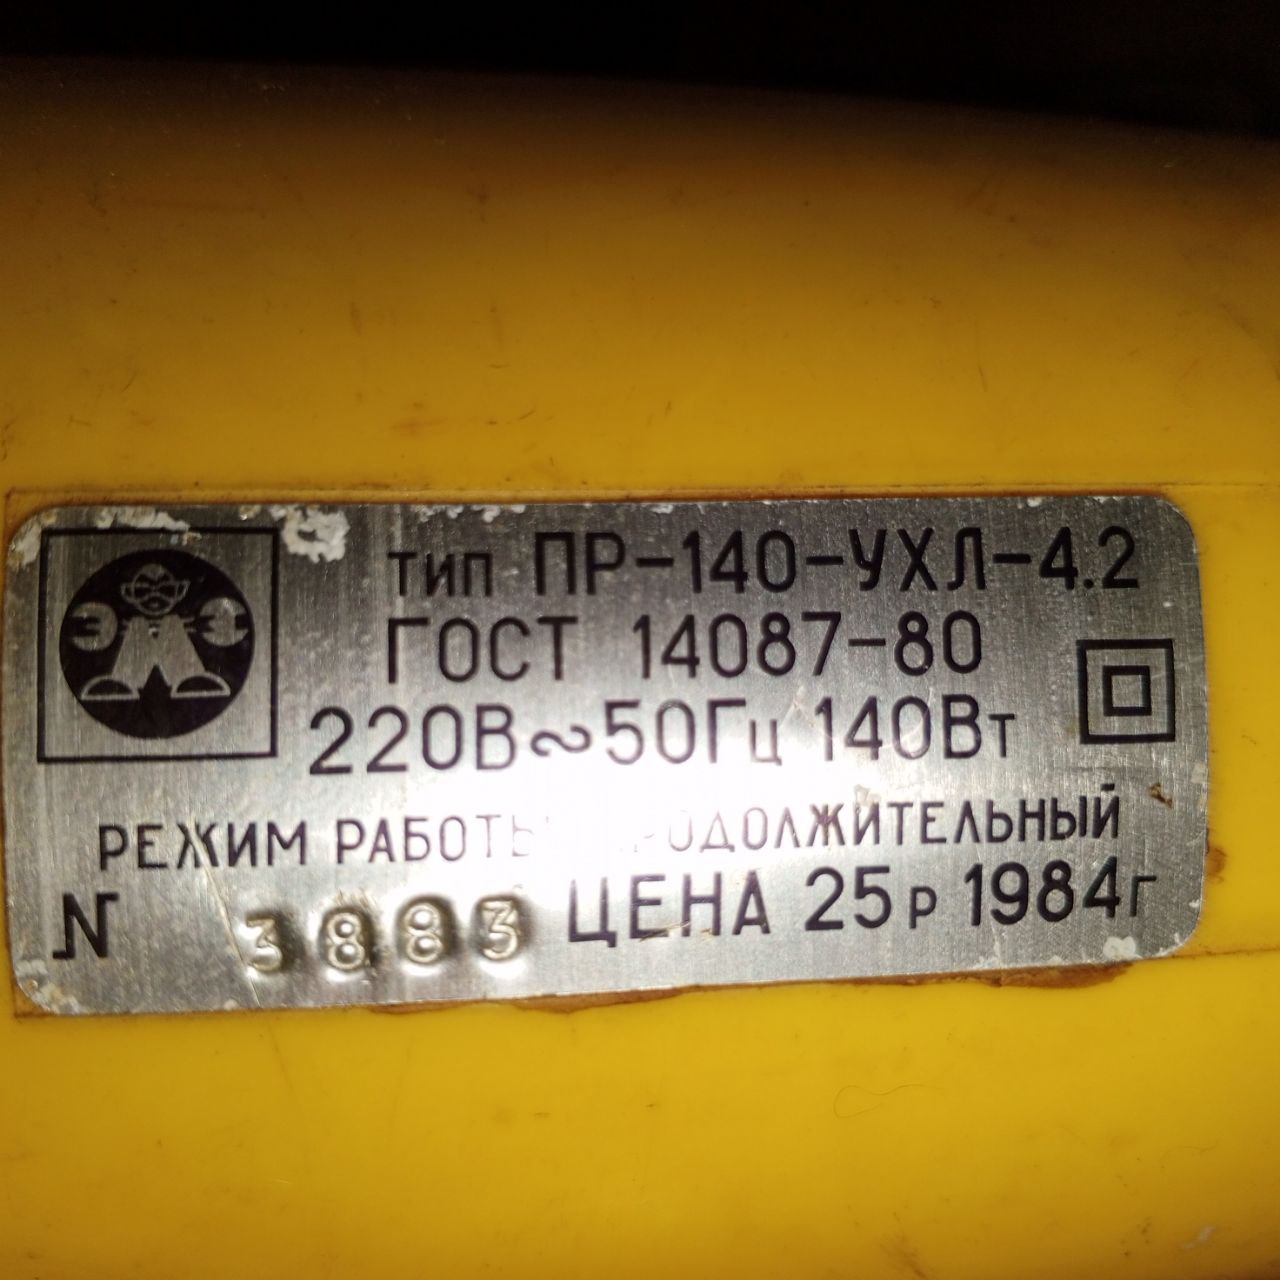 ЭЗ
тип ПР-140-УХЛ-4.2
ГОСТ 14087-80
220В~50Гц 140Вт
РЕЖИМ РАБОТЫ ПРОДОЛЖИТЕЛЬНЫЙ
N 3883 ЦЕНА 25р 1984г